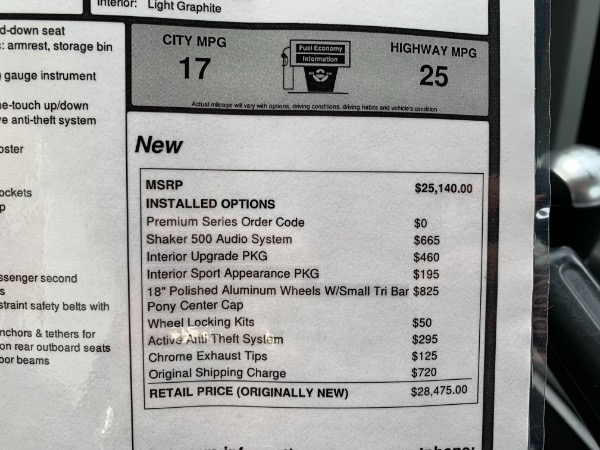 Interior: Light Graphite
d-down seat
: armrest, storage bin
gauge instrument
e-touch up/down
e anti-theft system
oster
ockets
p
ssenger second
s
straint safety belts with
nchors & tethers for
on rear outboard seats
oor beams
CITY MPG
17
Fuel Economy
Information
HIGHWAY MPG
25
Actual mileage will vary with options, driving conditions, driving habits and vehicle's condition
New
MSRP $25,140.00
INSTALLED OPTIONS
Premium Series Order Code $0
Shaker 500 Audio System $665
Interior Upgrade PKG $460
Interior Sport Appearance PKG $195
18" Polished Aluminum Wheels W/Small Tri Bar $825
Pony Center Cap
Wheel Locking Kits $50
Active Anti Theft System $295
Chrome Exhaust Tips $125
Original Shipping Charge $720
RETAIL PRICE (ORIGINALLY NEW) $28,475.00